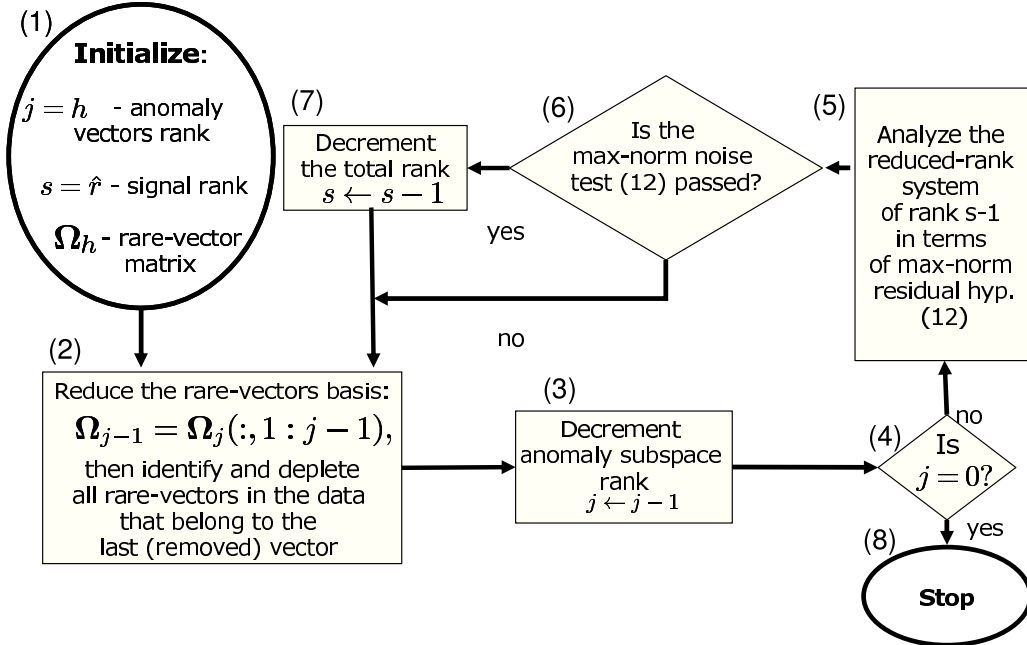 (1)
Initialize:
j = h - anomaly
vectors rank
s = r̂ - signal rank
Ω_h - rare-vector
matrix
(2)
Reduce the rare-vectors basis:
Ω_{j−1} = Ω_j(:, 1 : j − 1),
then identify and deplete
all rare-vectors in the data
that belong to the
last (removed) vector
(3)
Decrement
anomaly subspace
rank
j ← j − 1
(4)
Is
j = 0?
no
yes
(5)
Analyze the
reduced-rank
system
of rank s-1
in terms
of max-norm
residual hyp.
(12)
(6)
Is the
max-norm noise
test (12) passed?
yes
no
(7)
Decrement
the total rank
s ← s − 1
(8)
Stop